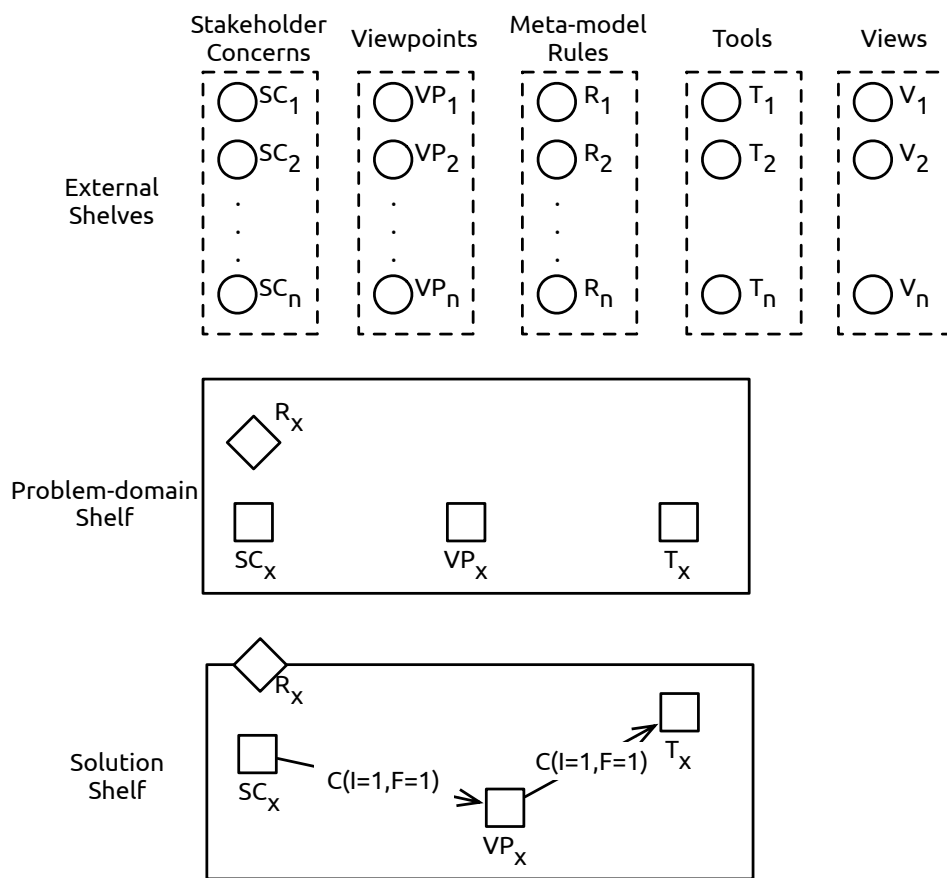 Stakeholder
Concerns
Viewpoints
Meta-model
Rules
Tools
Views
SC1 VP1 R1 T1 V1
SC2 VP2 R2 T2 V2
External
Shelves
. . .
. . .
. . .
SCn VPn Rn Tn Vn
Rx
Problem-domain
Shelf
SCx VPx Tx
Rx
Solution
Shelf
SCx
C(I=1,F=1)
C(I=1,F=1)
Tx
VPx